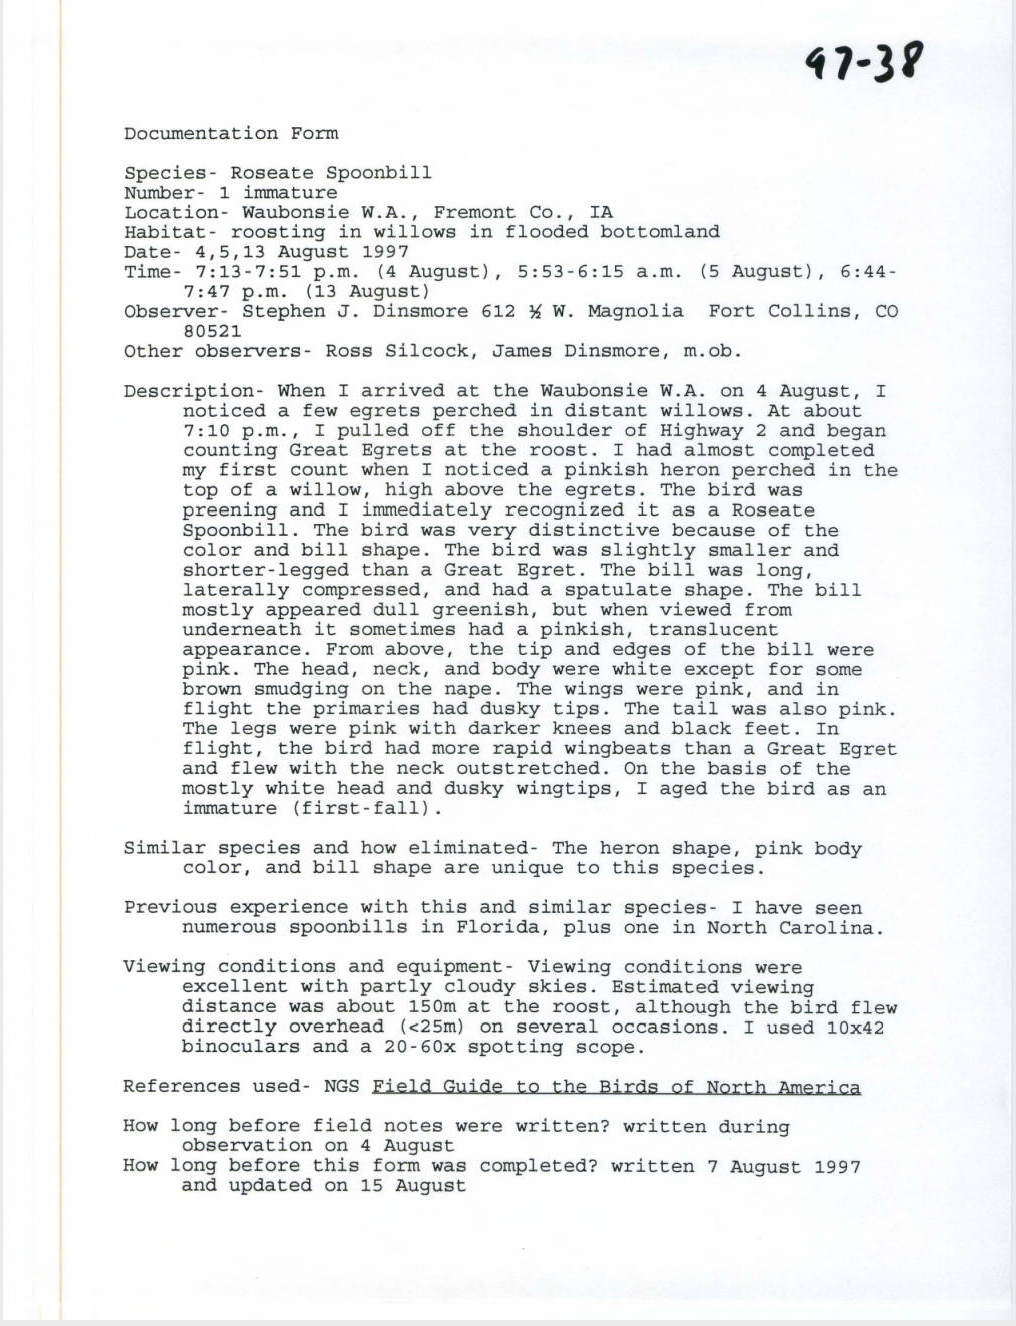 97-38
Documentation Form
Species- Roseate Spoonbill
Number- 1 immature
Location- Waubonsie W.A., Fremont Co., IA
Habitat- roosting in willows in flooded bottomland
Date- 4,5,13 August 1997
Time- 7:13-7:51 p.m. (4 August), 5:53-6:15 a.m. (5 August), 6:44-
7:47 p.m. (13 August)
Observer- Stephen J. Dinsmore 612 ½ W. Magnolia  Fort Collins, CO
80521
Other observers- Ross Silcock, James Dinsmore, m.ob.
Description- When I arrived at the Waubonsie W.A. on 4 August, I
noticed a few egrets perched in distant willows. At about
7:10 p.m., I pulled off the shoulder of Highway 2 and began
counting Great Egrets at the roost. I had almost completed
my first count when I noticed a pinkish heron perched in the
top of a willow, high above the egrets. The bird was
preening and I immediately recognized it as a Roseate
Spoonbill. The bird was very distinctive because of the
color and bill shape. The bird was slightly smaller and
shorter-legged than a Great Egret. The bill was long,
laterally compressed, and had a spatulate shape. The bill
mostly appeared dull greenish, but when viewed from
underneath it sometimes had a pinkish, translucent
appearance. From above, the tip and edges of the bill were
pink. The head, neck, and body were white except for some
brown smudging on the nape. The wings were pink, and in
flight the primaries had dusky tips. The tail was also pink.
The legs were pink with darker knees and black feet. In
flight, the bird had more rapid wingbeats than a Great Egret
and flew with the neck outstretched. On the basis of the
mostly white head and dusky wingtips, I aged the bird as an
immature (first-fall).
Similar species and how eliminated- The heron shape, pink body
color, and bill shape are unique to this species.
Previous experience with this and similar species- I have seen
numerous spoonbills in Florida, plus one in North Carolina.
Viewing conditions and equipment- Viewing conditions were
excellent with partly cloudy skies. Estimated viewing
distance was about 150m at the roost, although the bird flew
directly overhead (<25m) on several occasions. I used 10x42
binoculars and a 20-60x spotting scope.
References used- NGS Field Guide to the Birds of North America
How long before field notes were written? written during
observation on 4 August
How long before this form was completed? written 7 August 1997
and updated on 15 August